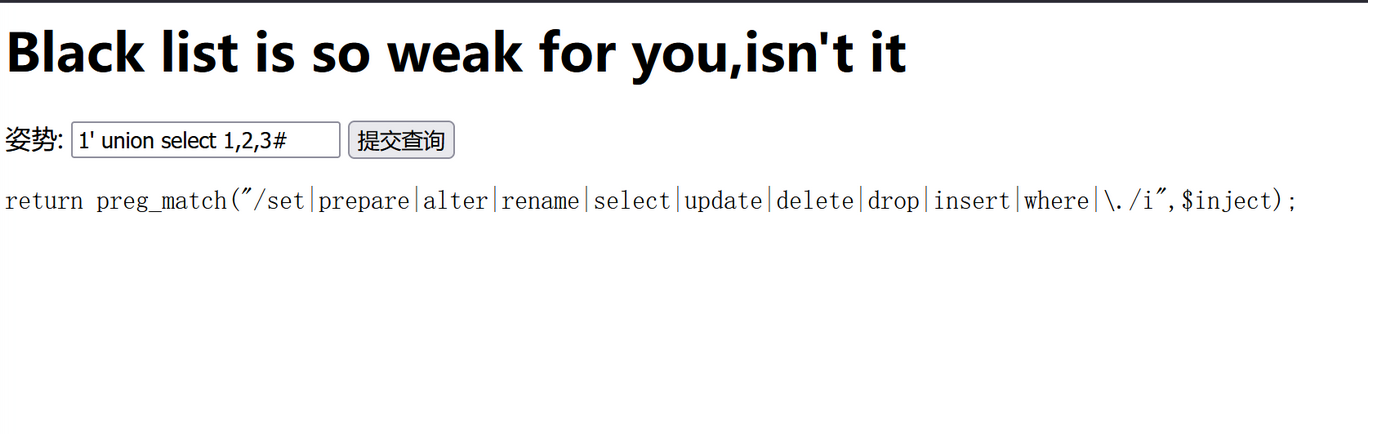 Black list is so weak for you,isn't it
姿势: 1' union select 1,2,3# 提交查询
return preg_match("/set|prepare|alter|rename|select|update|delete|drop|insert|where|\./i",$inject);